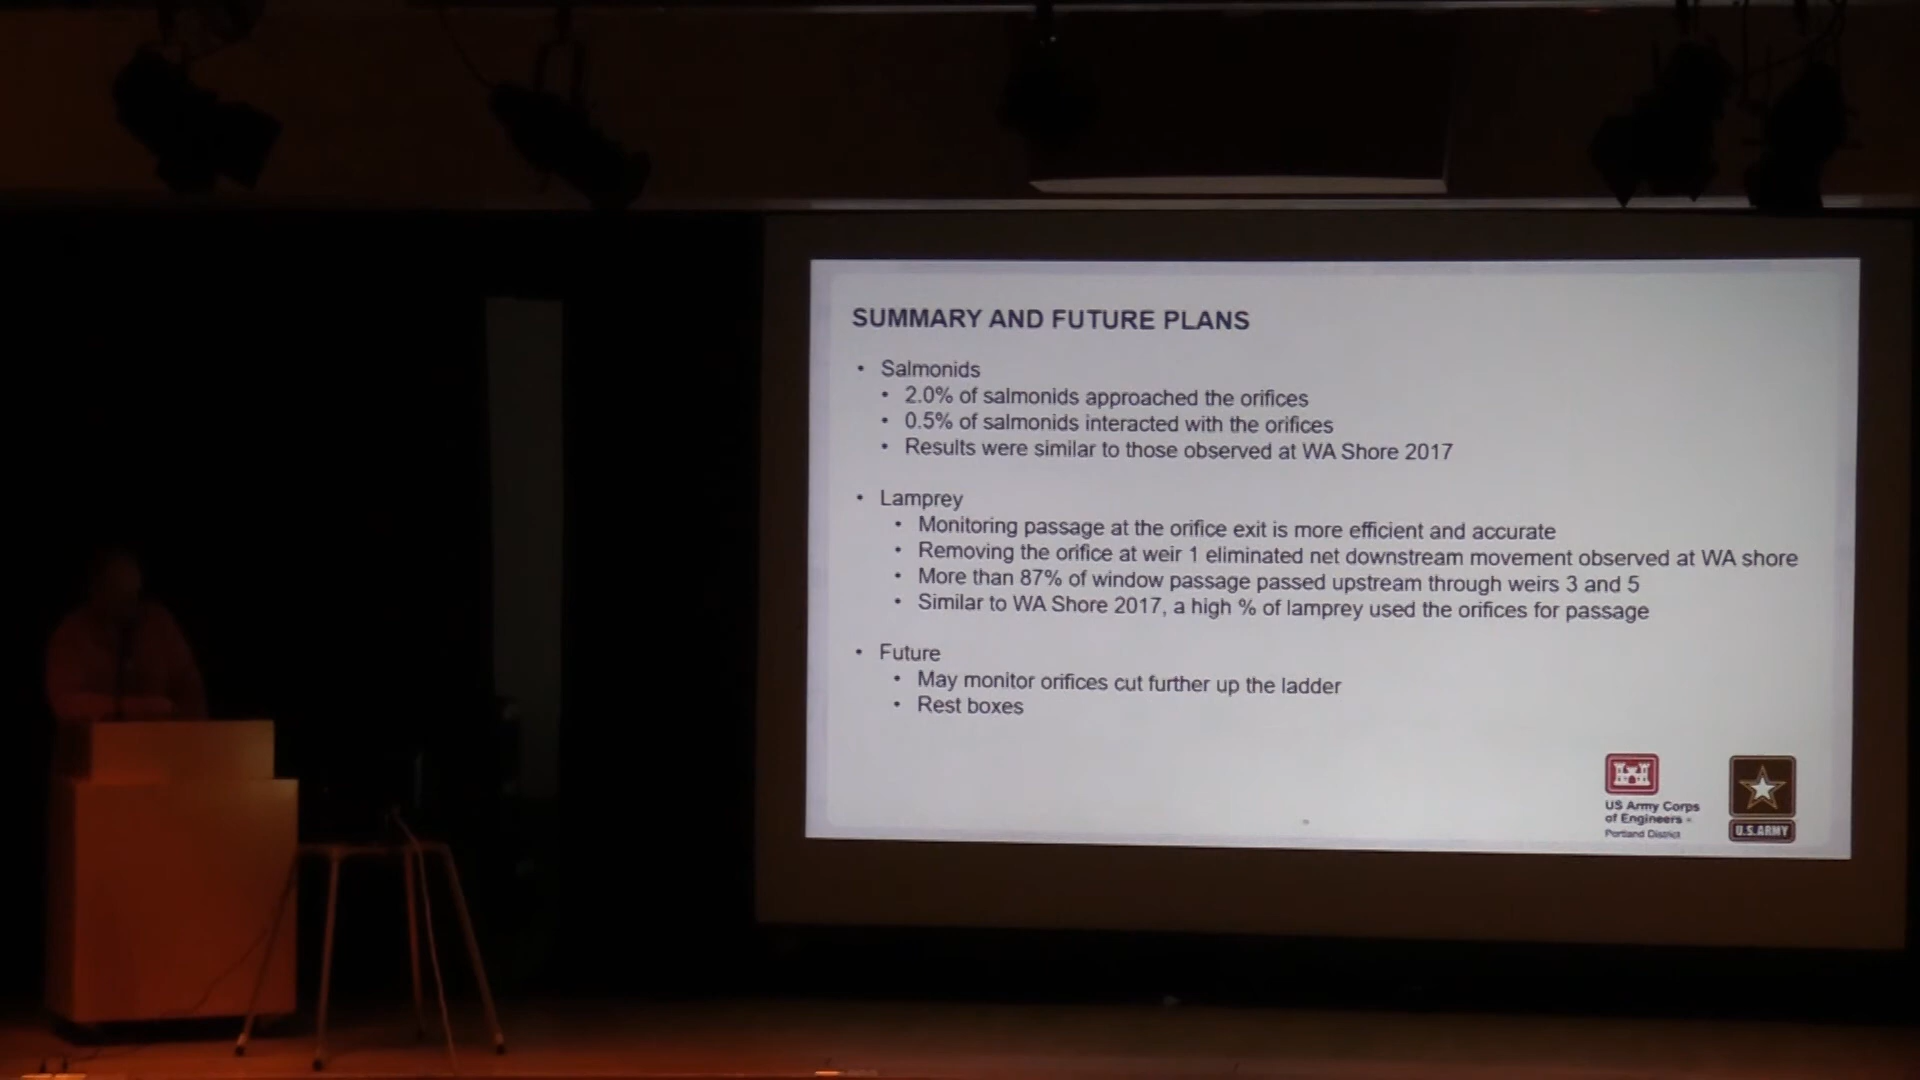 SUMMARY AND FUTURE PLANS
• Salmonids
• 2.0% of salmonids approached the orifices
• 0.5% of salmonids interacted with the orifices
• Results were similar to those observed at WA Shore 2017
• Lamprey
• Monitoring passage at the orifice exit is more efficient and accurate
• Removing the orifice at weir 1 eliminated net downstream movement observed at WA shore
• More than 87% of window passage passed upstream through weirs 3 and 5
• Similar to WA Shore 2017, a high % of lamprey used the orifices for passage
• Future
• May monitor orifices cut further up the ladder
• Rest boxes
US Army Corps
of Engineers
Portland District
U.S.ARMY